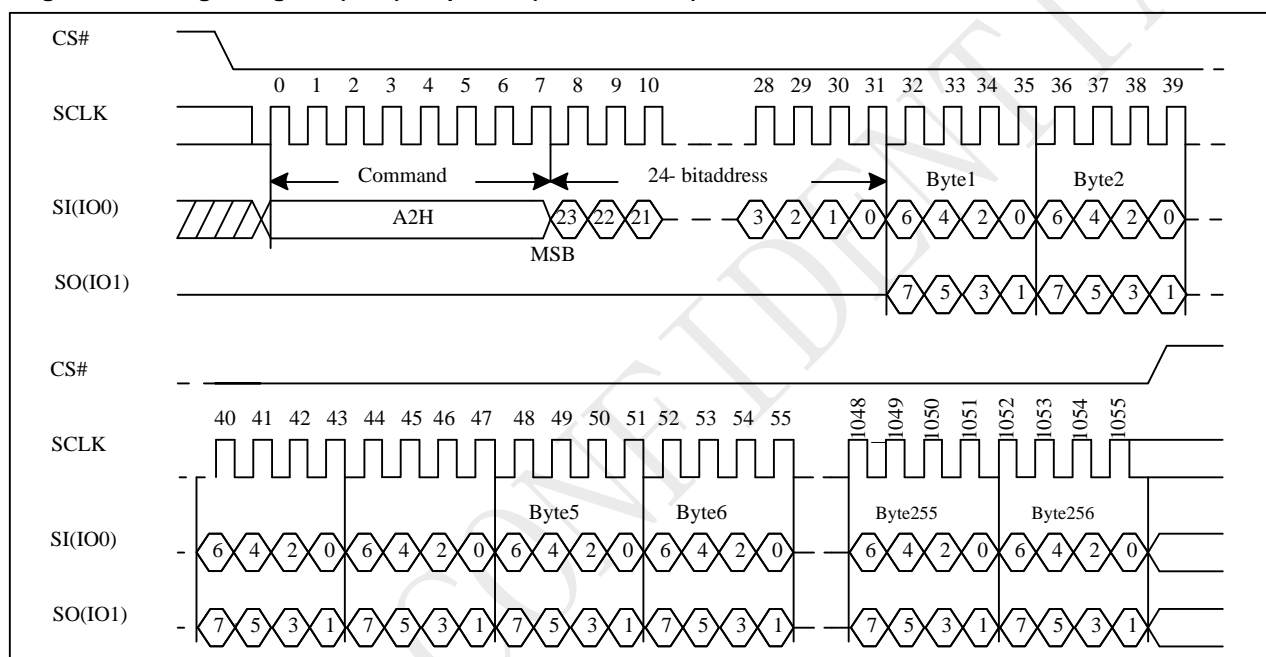 CS#
0 1 2 3 4 5 6 7 8 9 10 28 29 30 31 32 33 34 35 36 37 38 39
SCLK
Command 24- bitaddress Byte1 Byte2
SI(IO0) A2H 23 22 21 3 2 1 0 6 4 2 0 6 4 2 0
MSB
SO(IO1) 7 5 3 1 7 5 3 1
CS#
40 41 42 43 44 45 46 47 48 49 50 51 52 53 54 55 1048 1049 1050 1051 1052 1053 1054 1055
SCLK
Byte5 Byte6 Byte255 Byte256
SI(IO0) 6 4 2 0 6 4 2 0 6 4 2 0 6 4 2 0 6 4 2 0 6 4 2 0
SO(IO1) 7 5 3 1 7 5 3 1 7 5 3 1 7 5 3 1 7 5 3 1 7 5 3 1
CONFIDENTIA